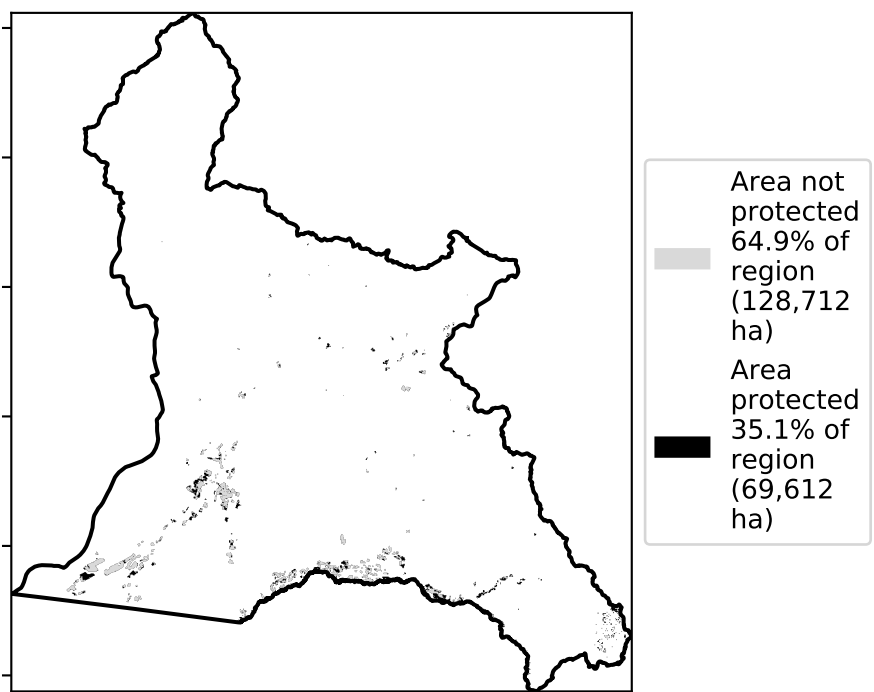 Area not
protected
64.9% of
region
(128,712
ha)
Area
protected
35.1% of
region
(69,612
ha)